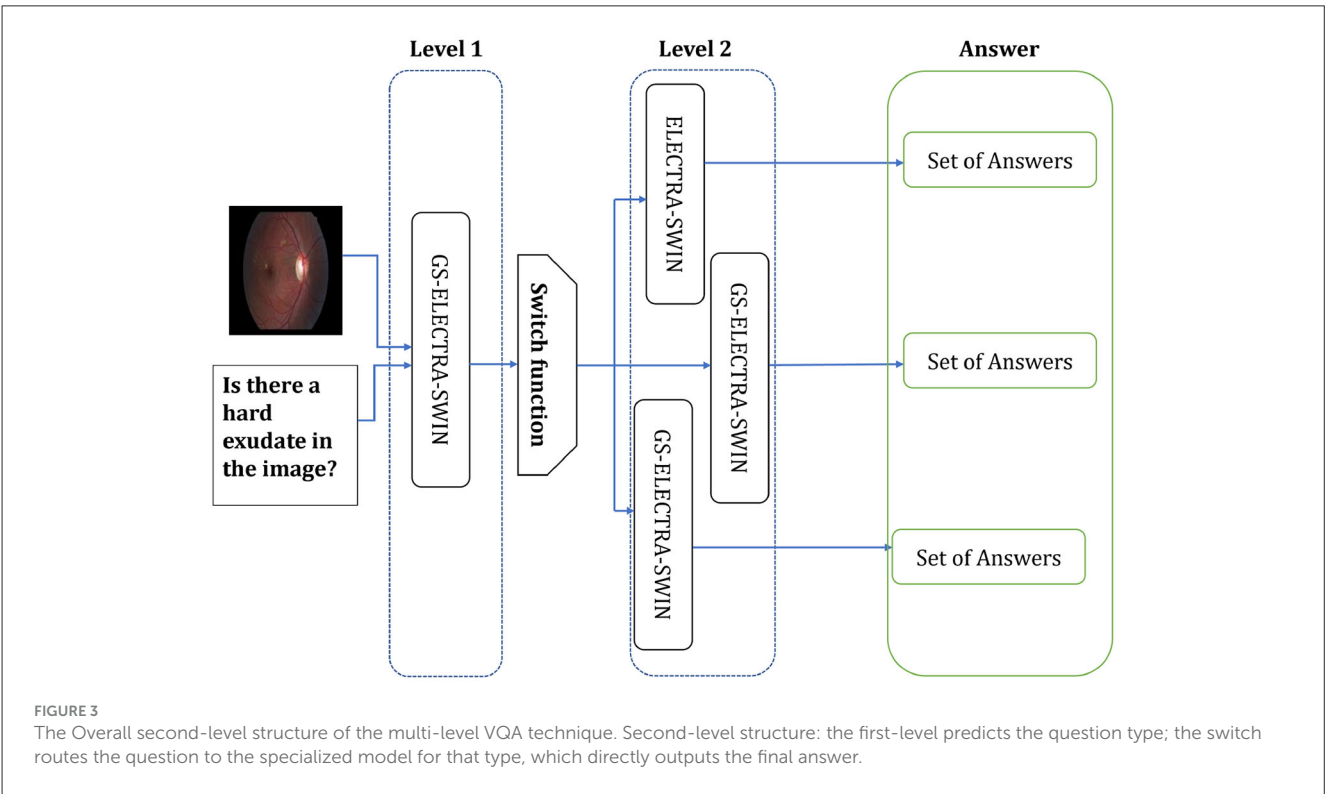 Level 1
Level 2
Answer
GS-ELECTRA-SWIN
Switch function
ELECTRA-SWIN
GS-ELECTRA-SWIN
GS-ELECTRA-SWIN
Set of Answers
Set of Answers
Set of Answers
Is there a
hard
exudate in
the image?
FIGURE 3
The Overall second-level structure of the multi-level VQA technique. Second-level structure: the first-level predicts the question type; the switch
routes the question to the specialized model for that type, which directly outputs the final answer.